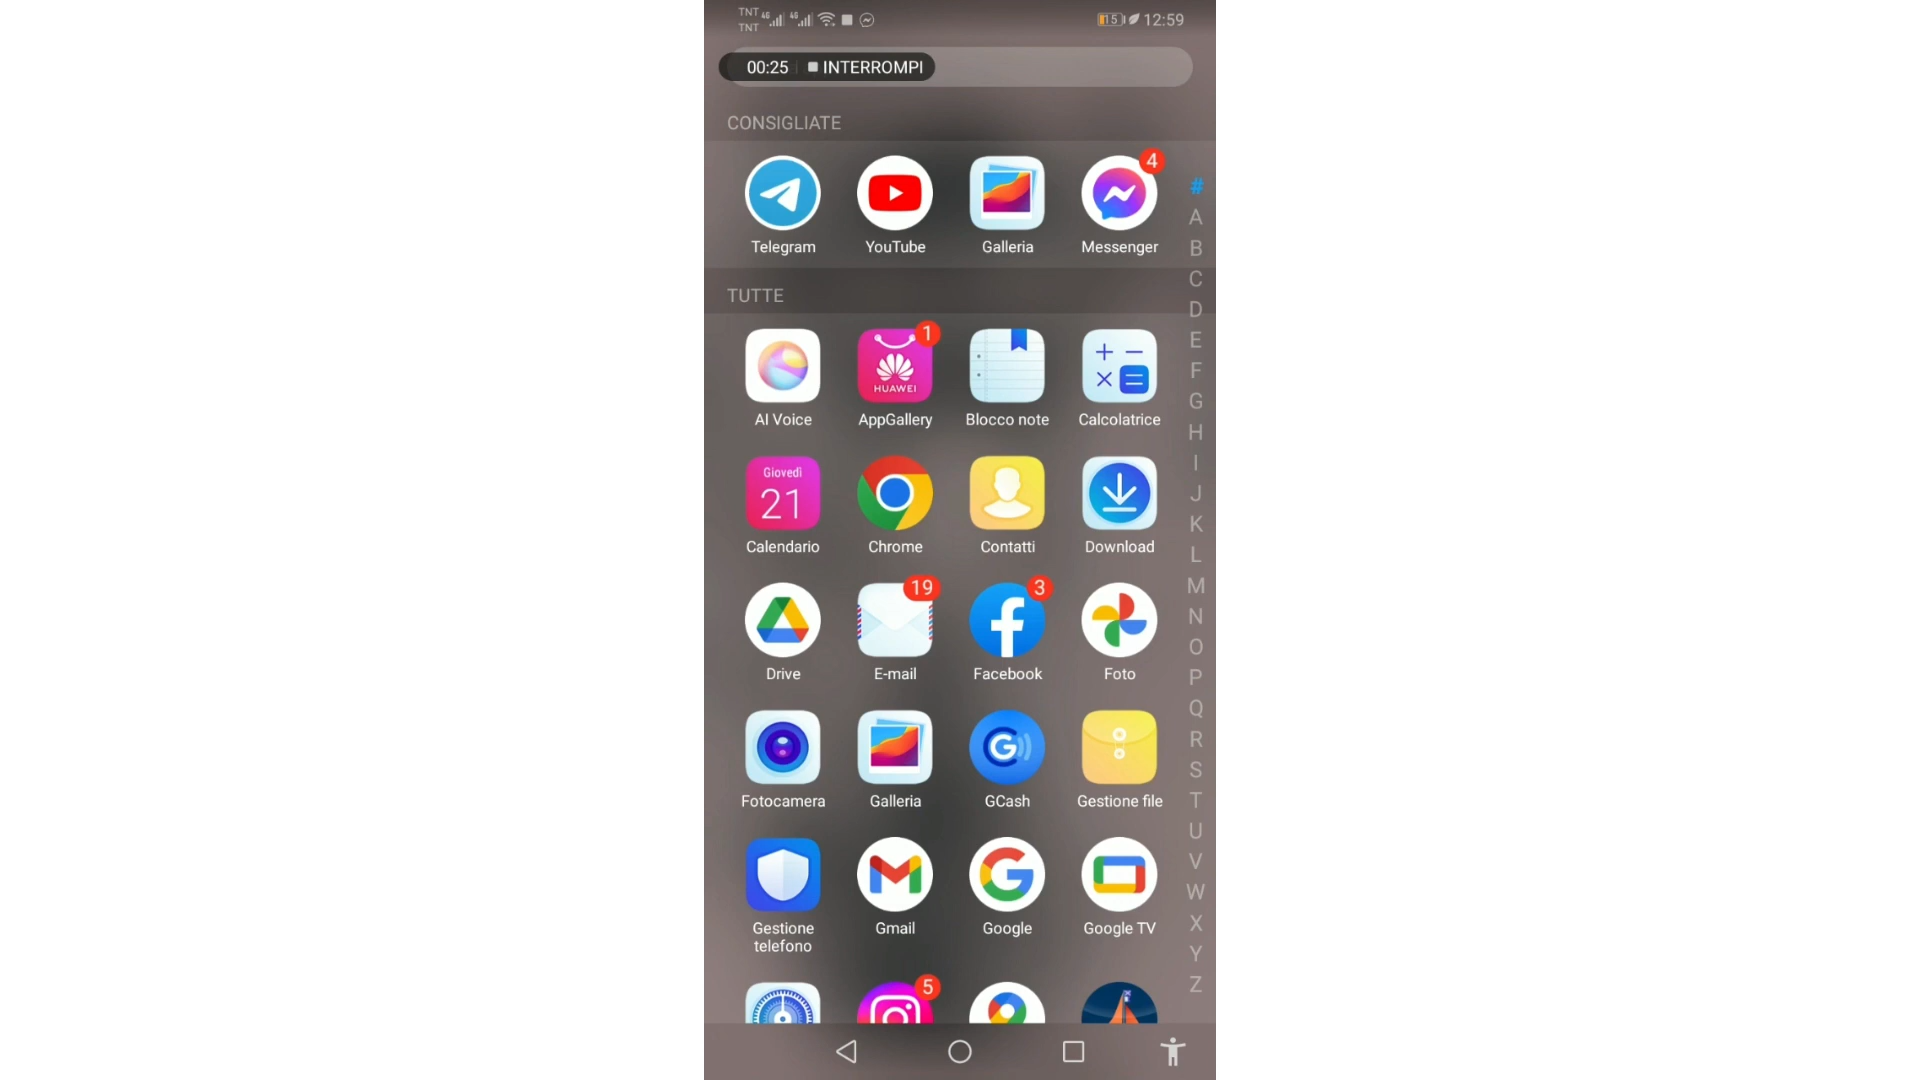 TNT 4G 4G
TNT
15 12:59
00:25 INTERROMPI
CONSIGLIATE
4
Telegram YouTube Galleria Messenger
TUTTE
1
HUAWEI
AI Voice AppGallery Blocco note Calcolatrice
Giovedì
21
Calendario Chrome Contatti Download
19 3
Drive E-mail Facebook Foto
Fotocamera Galleria GCash Gestione file
Gestione telefono Gmail Google Google TV
5
#
A
B
C
D
E
F
G
H
I
J
K
L
M
N
O
P
Q
R
S
T
U
V
W
X
Y
Z